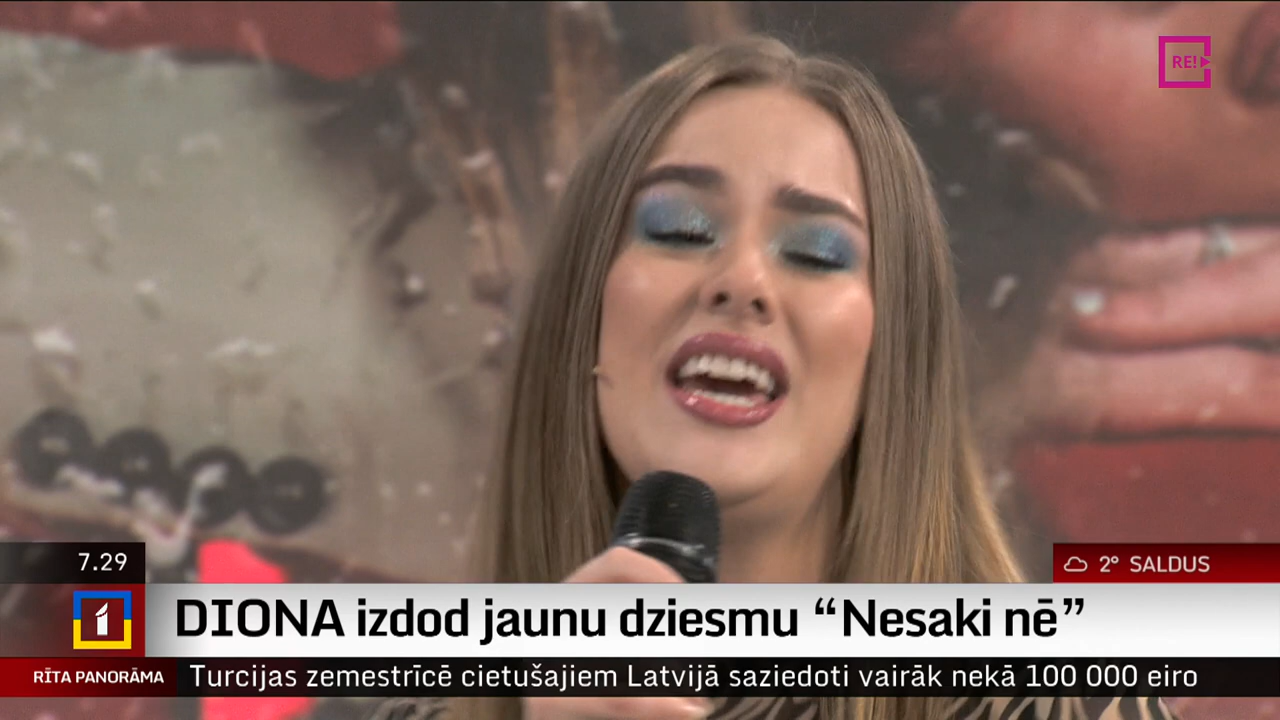 RE!
7.29
2° SALDUS
1
DIONA izdod jaunu dziesmu “Nesaki nē”
RĪTA PANORĀMA
Turcijas zemestrīcē cietušajiem Latvijā saziedoti vairāk nekā 100 000 eiro